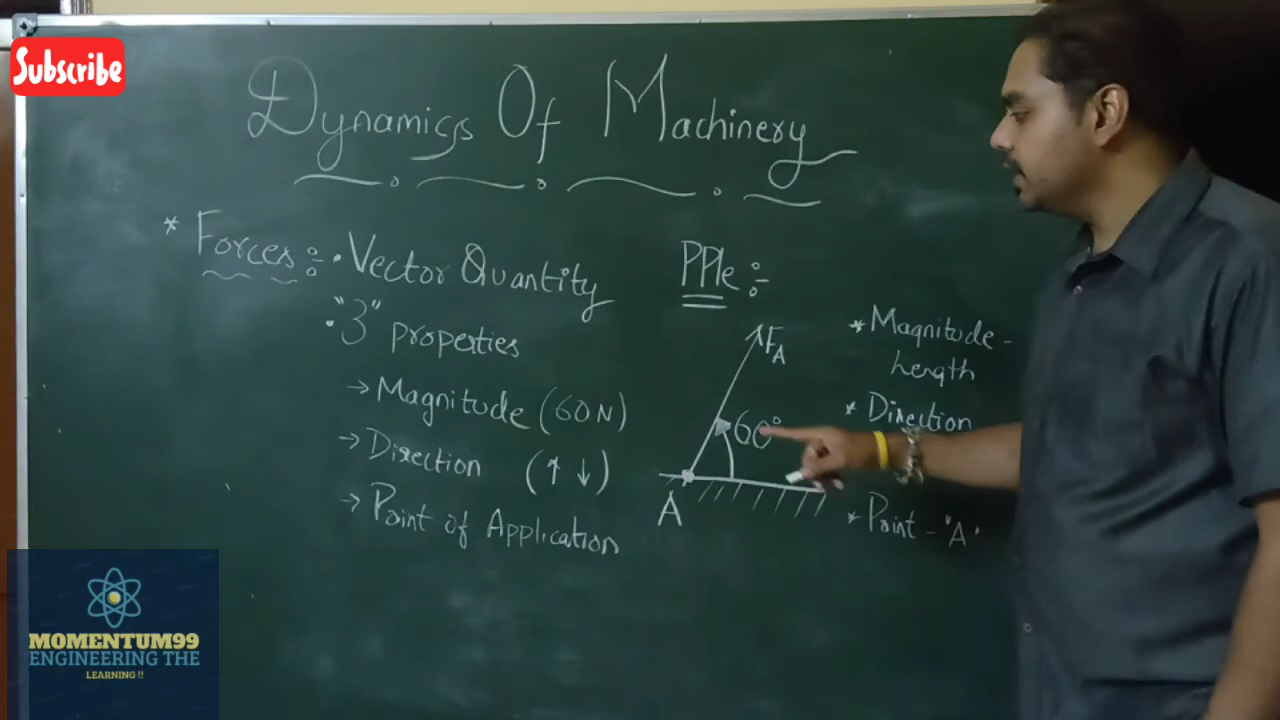 Subscribe
Dynamics Of Machinery
* Forces :- • Vector Quantity
• "3" properties
→ Magnitude (60N)
→ Direction (↑ ↓)
→ Point of Application
PPle :-
F_A
60°
A
* Magnitude -
Length
* Direction
* Point - 'A'
MOMENTUM99
ENGINEERING THE
LEARNING !!